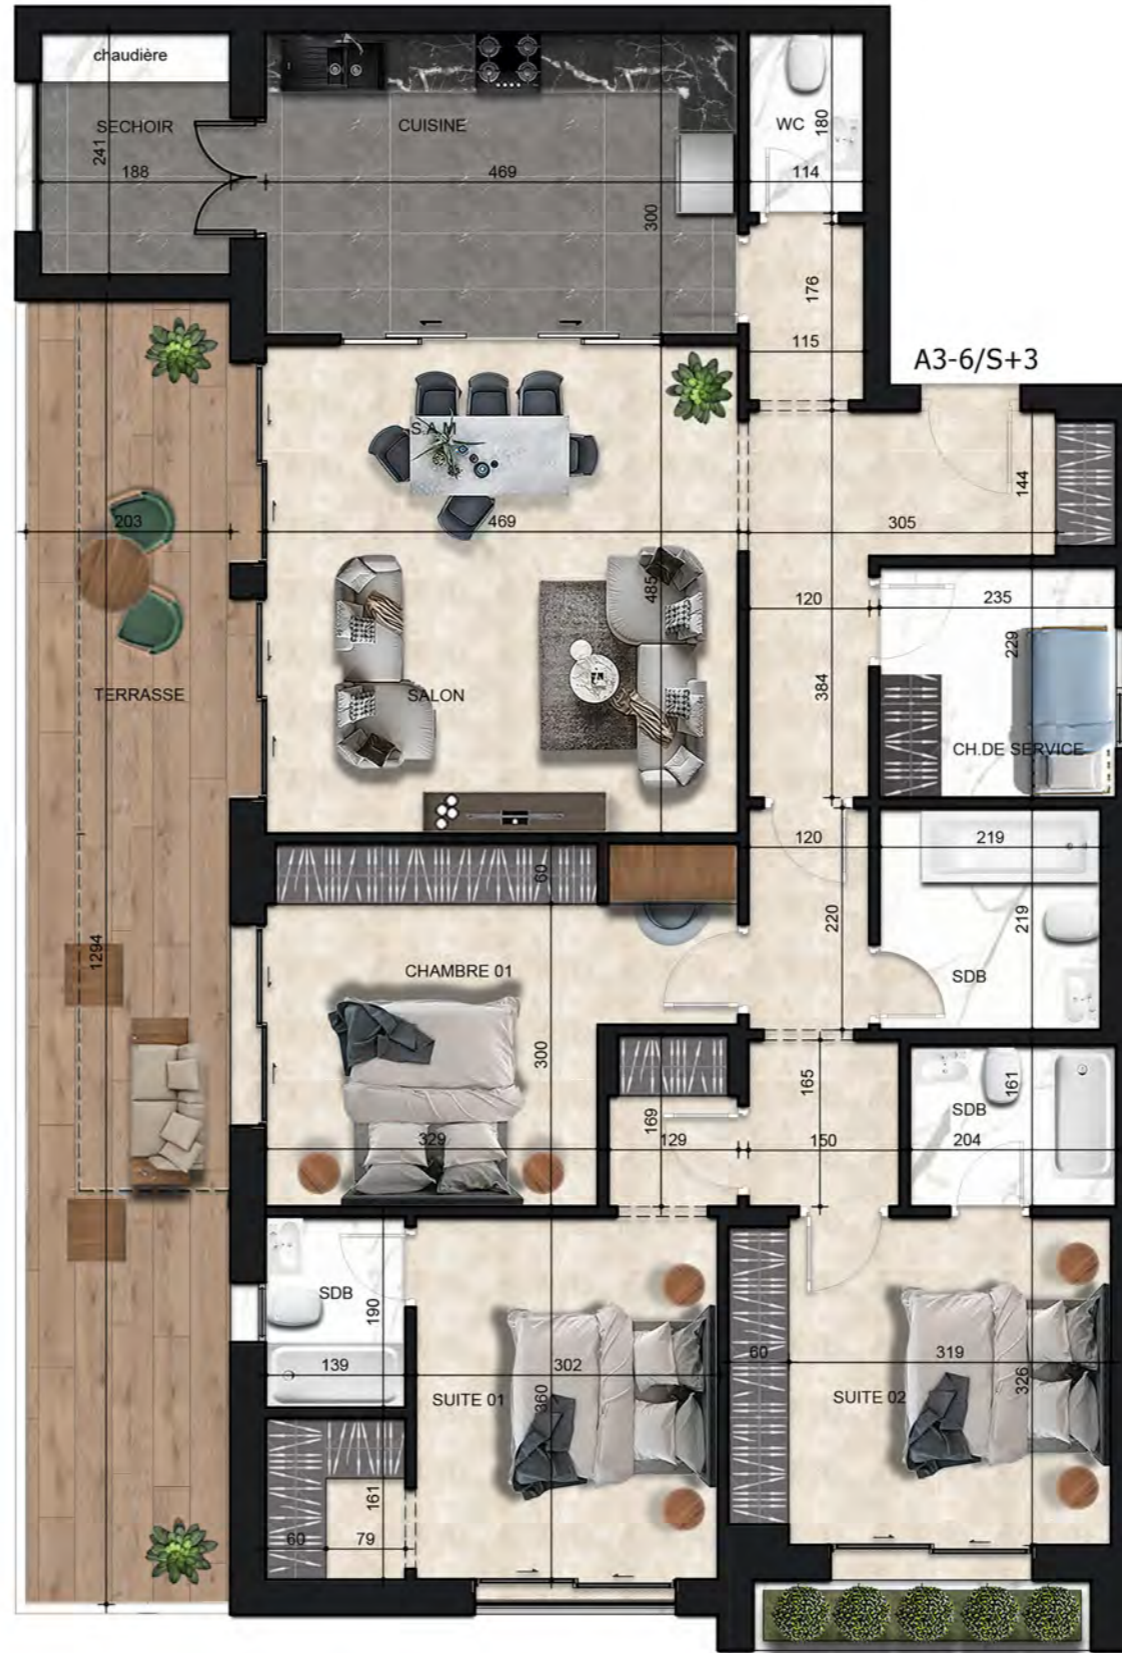 chaudière
SECHOIR
241
188
CUISINE
469
300
WC
180
114
176
115
A3-6/S+3
S.A.M
203
469
485
305
144
120
235
229
384
TERRASSE
SALON
CH.DE SERVICE
120
219
220
219
SDB
60
1294
CHAMBRE 01
300
329
169
129
165
150
161
SDB
204
SDB
190
139
302
360
SUITE 01
60
319
326
SUITE 02
161
60
79